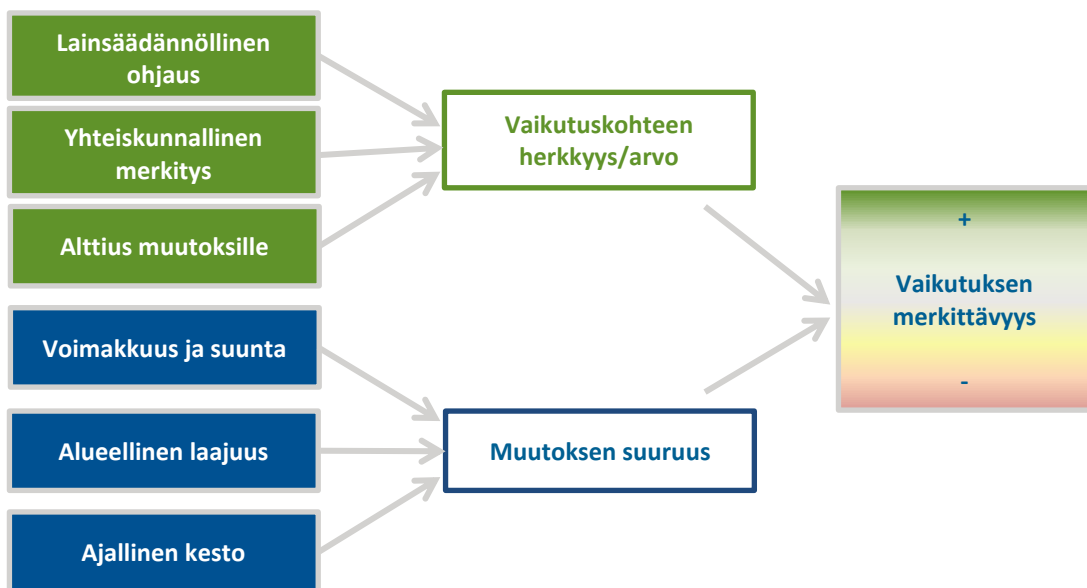 Lainsäädännöllinen
ohjaus
Yhteiskunnallinen
merkitys
Alttius muutoksille
Voimakkuus ja suunta
Alueellinen laajuus
Ajallinen kesto
Vaikutuskohteen
herkkyys/arvo
Muutoksen suuruus
+
Vaikutuksen
merkittävyys
-